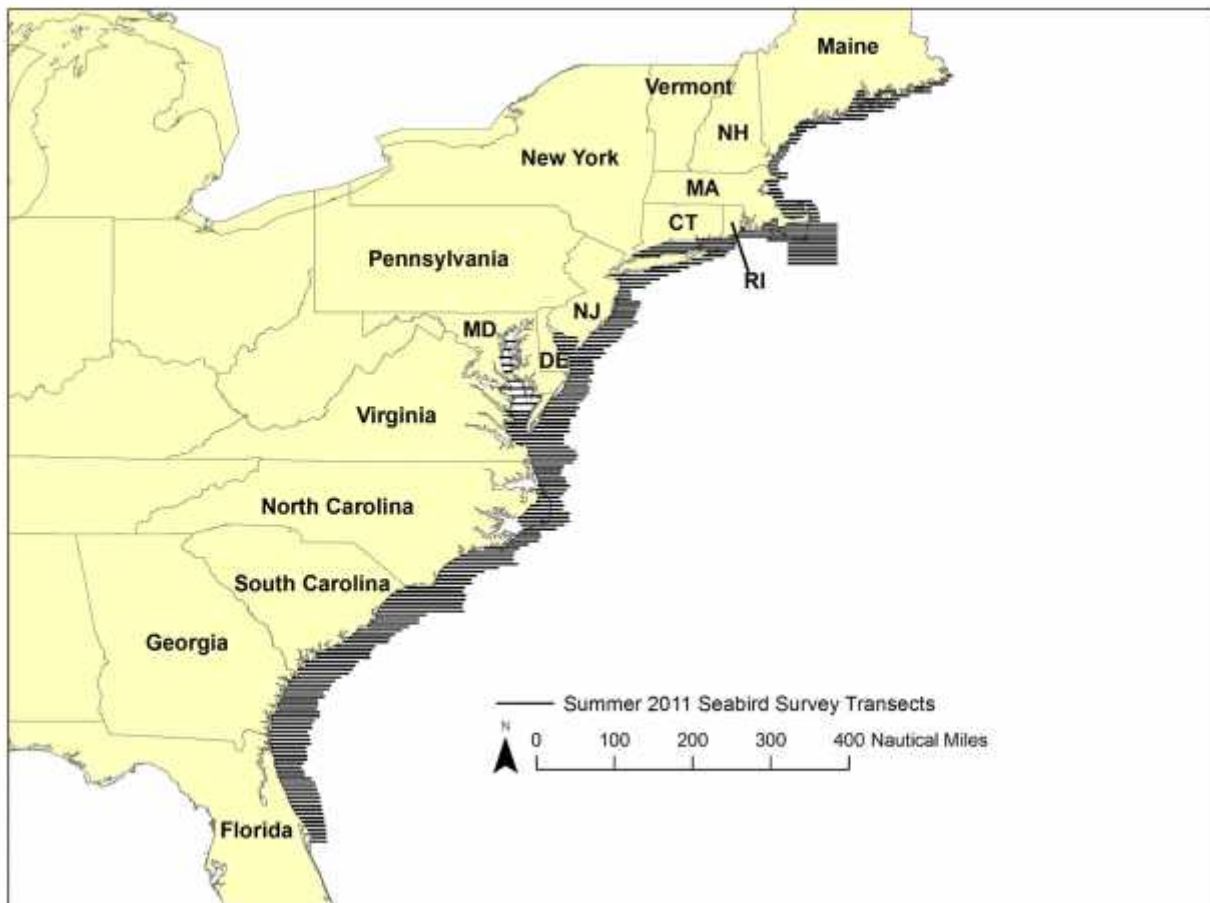 Maine
Vermont
NH
New York
MA
CT
Pennsylvania
RI
NJ
MD
DE
Virginia
North Carolina
South Carolina
Georgia
Florida
Summer 2011 Seabird Survey Transects
N
0 100 200 300 400 Nautical Miles